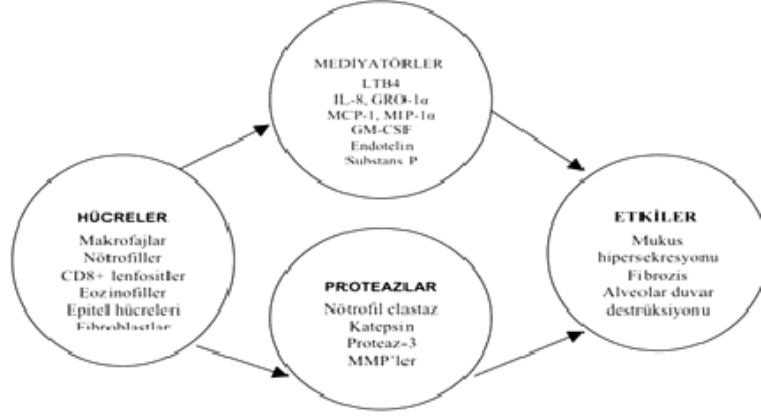 MEDİYATÖRLER
LTB4
IL-8, GRO-1α
MCP-1, MIP-1α
GM-CSF
Endotelin
Substans P
HÜCRELER
Makrofajlar
Nötrofiller
CD8+ lenfositler
Eozinofiller
Epitel hücreleri
Fibroblastlar
PROTEAZLAR
Nötrofil elastaz
Katepsin
Proteaz-3
MMP'ler
ETKİLER
Mukus
hipersekresyonu
Fibrozis
Alveolar duvar
destrüksiyonu